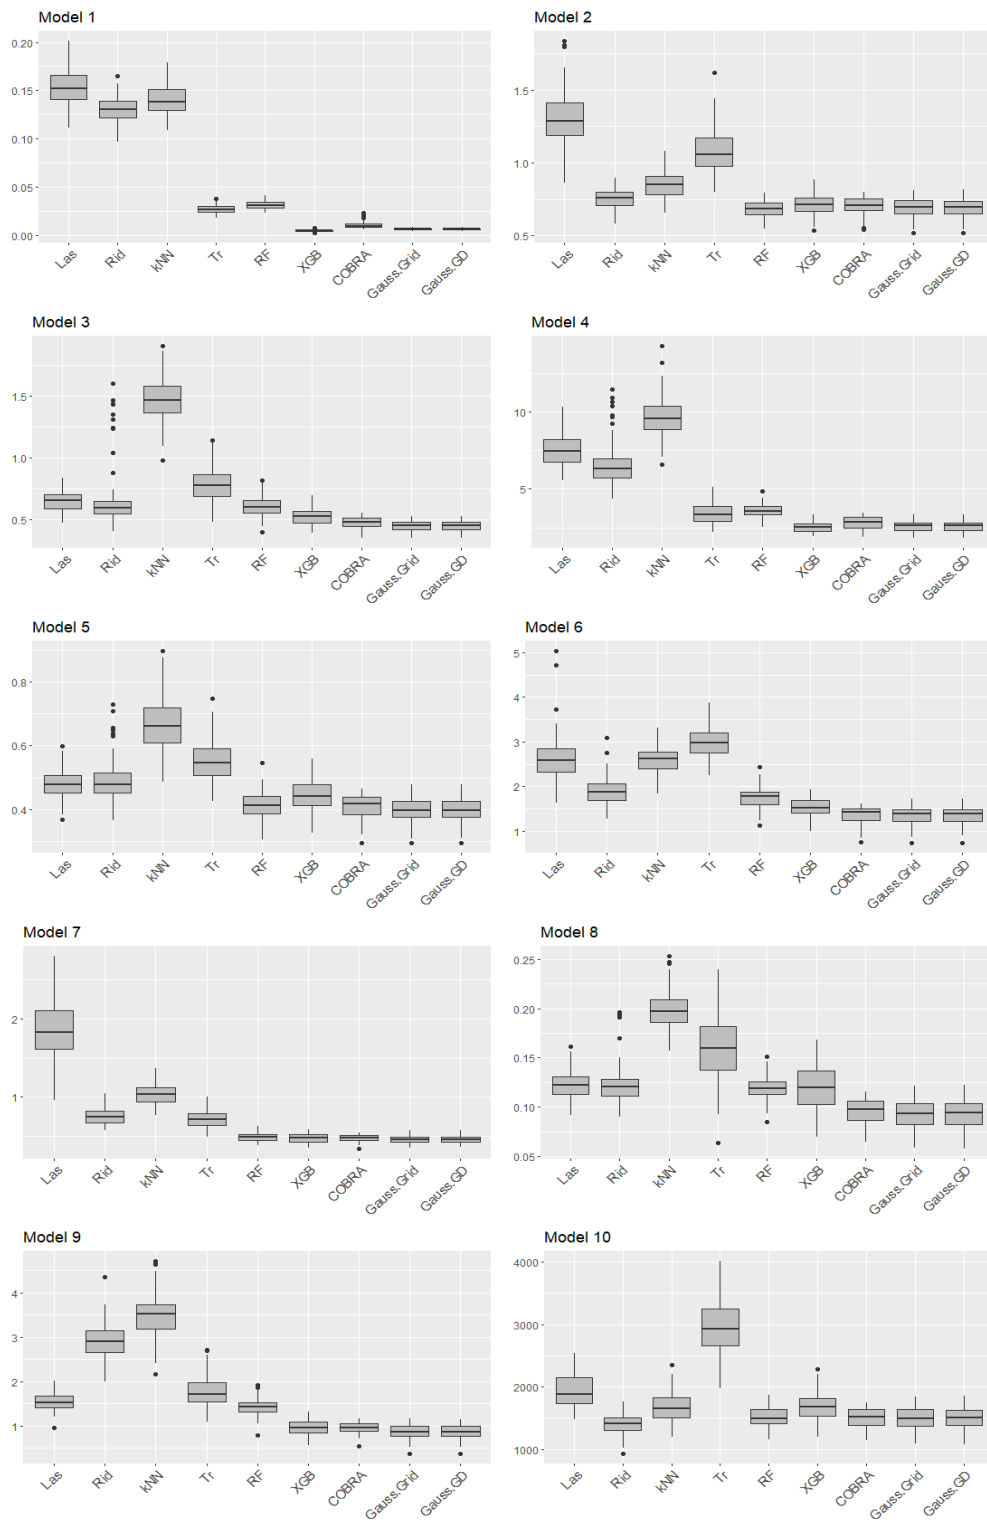 Model 1
0.20
0.15
0.10
0.05
0.00
Las Rid kNN Tr RF XGB COBRA Gauss.Grid Gauss.GD
Model 2
1.5
1.0
0.5
Las Rid kNN Tr RF XGB COBRA Gauss.Grid Gauss.GD
Model 3
1.5
1.0
0.5
Las Rid kNN Tr RF XGB COBRA Gauss.Grid Gauss.GD
Model 4
10
5
Las Rid kNN Tr RF XGB COBRA Gauss.Grid Gauss.GD
Model 5
0.8
0.6
0.4
Las Rid kNN Tr RF XGB COBRA Gauss.Grid Gauss.GD
Model 6
5
4
3
2
1
Las Rid kNN Tr RF XGB COBRA Gauss.Grid Gauss.GD
Model 7
2
1
Las Rid kNN Tr RF XGB COBRA Gauss.Grid Gauss.GD
Model 8
0.25
0.20
0.15
0.10
0.05
Las Rid kNN Tr RF XGB COBRA Gauss.Grid Gauss.GD
Model 9
4
3
2
1
Las Rid kNN Tr RF XGB COBRA Gauss.Grid Gauss.GD
Model 10
4000
3000
2000
1000
Las Rid kNN Tr RF XGB COBRA Gauss.Grid Gauss.GD